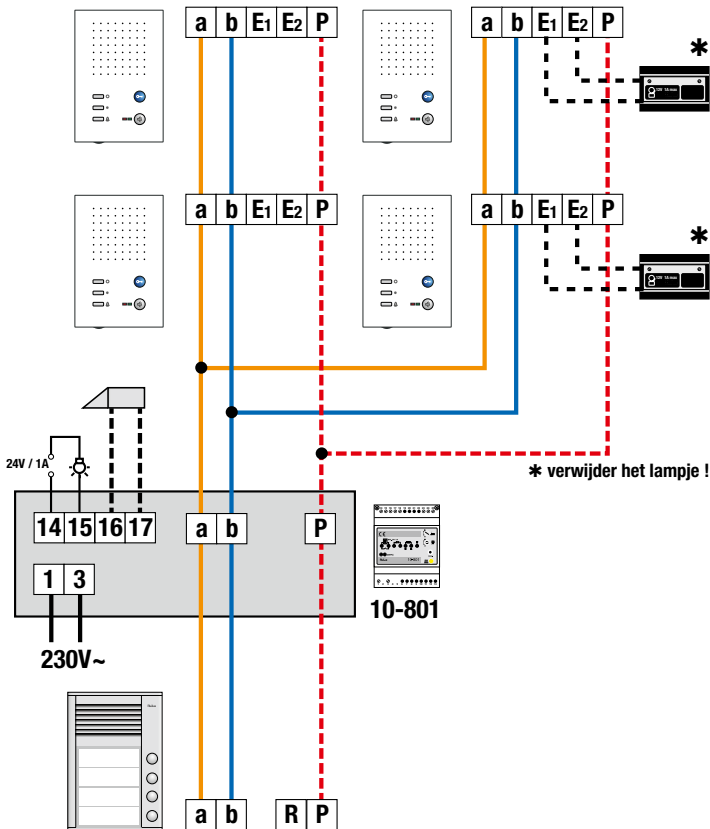 a b E1 E2 P
a b E1 E2 P
*
a b E1 E2 P
a b E1 E2 P
*
24V / 1A
* verwijder het lampje !
14 15 16 17
a b
P
1 3
10-801
230V~
a b
R P